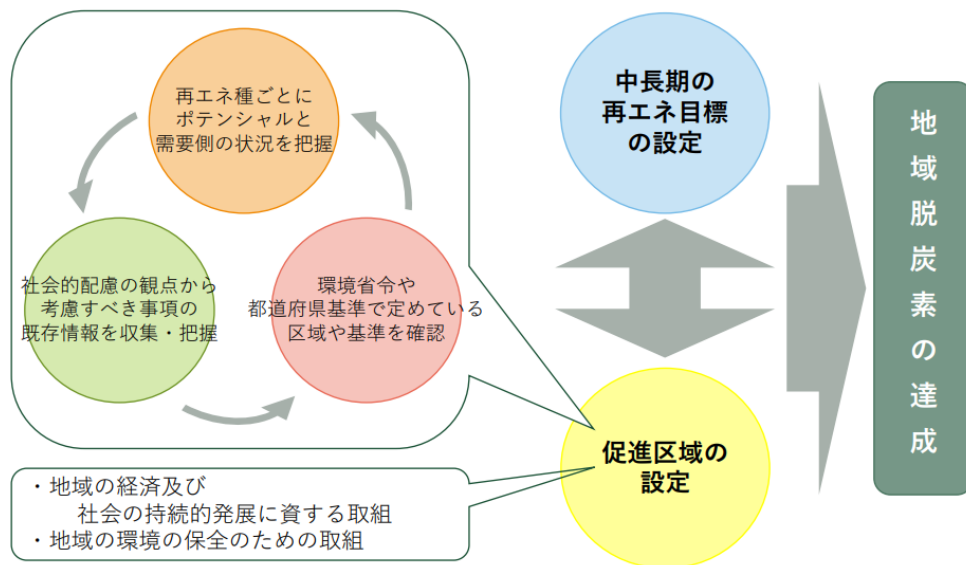 再エネ種ごとに
ポテンシャルと
需要側の状況を把握
社会的配慮の観点から
考慮すべき事項の
既存情報を収集・把握
環境省令や
都道府県基準で定めている
区域や基準を確認
・地域の経済及び
社会の持続的発展に資する取組
・地域の環境の保全のための取組
中長期の
再エネ目標
の設定
促進区域の
設定
地域脱炭素の達成